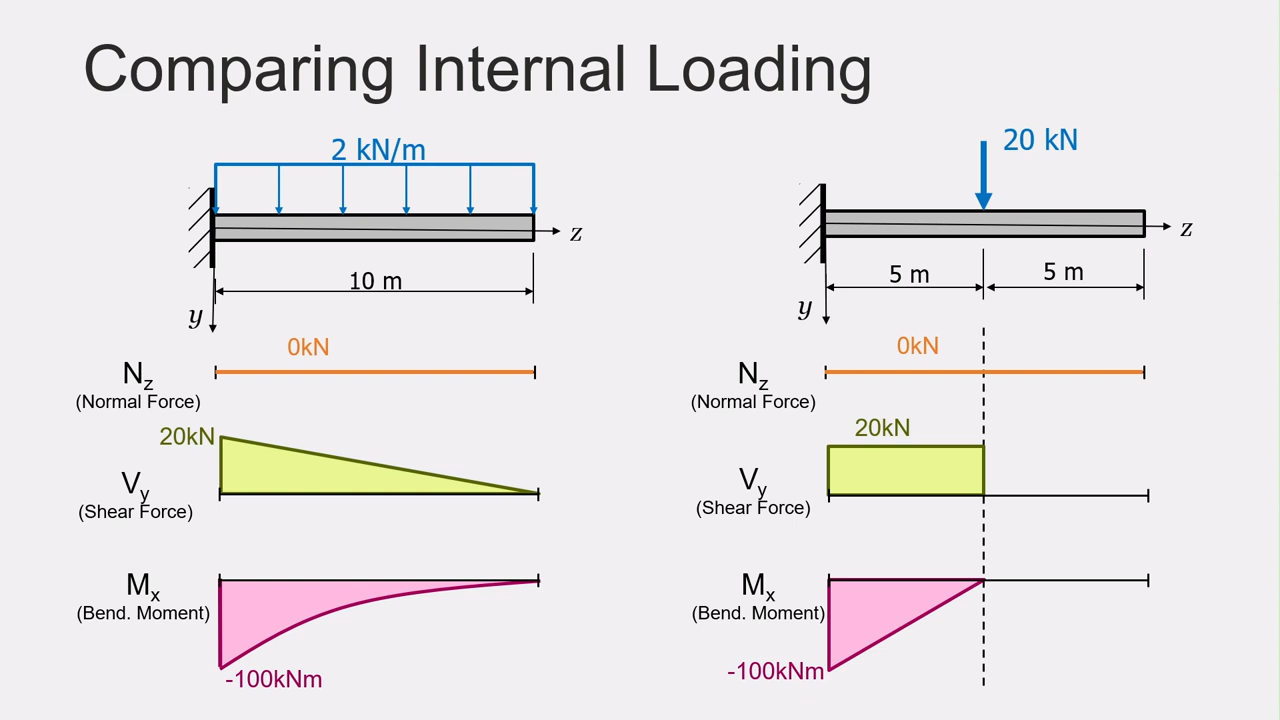 Comparing Internal Loading
2 kN/m
z
10 m
y
0kN
Nz
(Normal Force)
20kN
Vy
(Shear Force)
Mx
(Bend. Moment)
-100kNm
20 kN
z
5 m
5 m
y
0kN
Nz
(Normal Force)
20kN
Vy
(Shear Force)
Mx
(Bend. Moment)
-100kNm